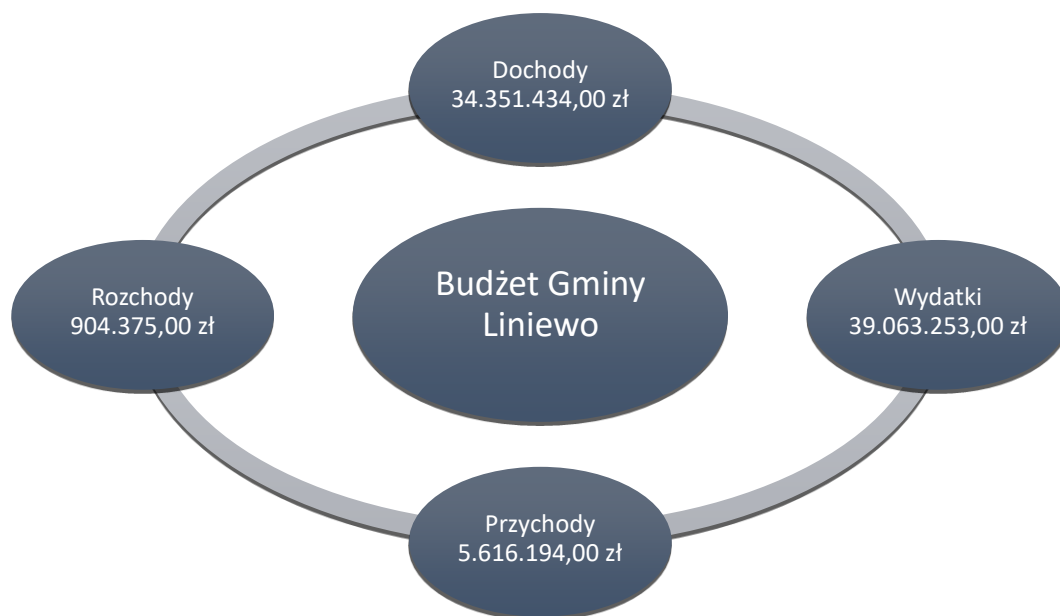 Dochody
34.351.434,00 zł
Budżet Gminy
Liniewo
Rozchody
904.375,00 zł
Wydatki
39.063.253,00 zł
Przychody
5.616.194,00 zł